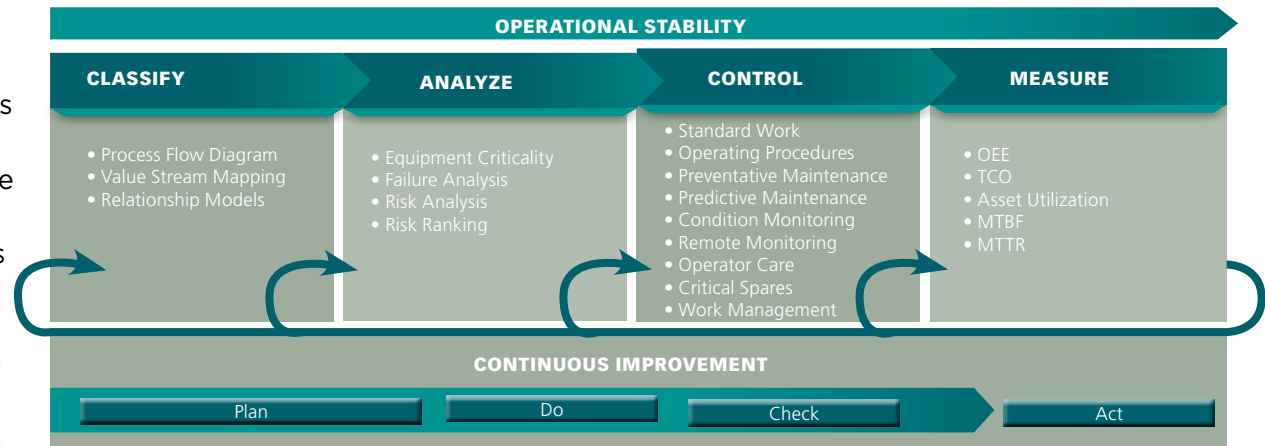 OPERATIONAL STABILITY
CLASSIFY
• Process Flow Diagram
• Value Stream Mapping
• Relationship Models
ANALYZE
• Equipment Criticality
• Failure Analysis
• Risk Analysis
• Risk Ranking
CONTROL
• Standard Work
• Operating Procedures
• Preventative Maintenance
• Predictive Maintenance
• Condition Monitoring
• Remote Monitoring
• Operator Care
• Critical Spares
• Work Management
MEASURE
• OEE
• TCO
• Asset Utilization
• MTBF
• MTTR
CONTINUOUS IMPROVEMENT
Plan
Do
Check
Act